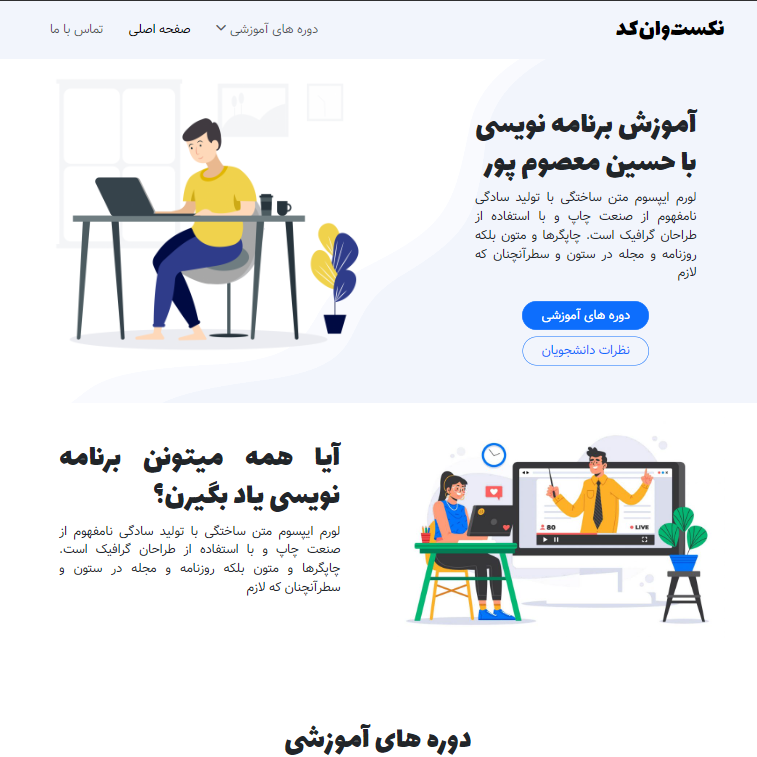 نکست‌وان‌کد
دوره های آموزشی
صفحه اصلی
تماس با ما
آموزش برنامه نویسی
با حسین معصوم پور
لورم ایپسوم متن ساختگی با تولید سادگی
نامفهوم از صنعت چاپ و با استفاده از
طراحان گرافیک است. چاپگرها و متون بلکه
روزنامه و مجله در ستون و سطرآنچنان که
لازم
دوره های آموزشی
نظرات دانشجویان
80
LIVE
آیا همه میتونن برنامه
نویسی یاد بگیرن؟
لورم ایپسوم متن ساختگی با تولید سادگی نامفهوم از
صنعت چاپ و با استفاده از طراحان گرافیک است.
چاپگرها و متون بلکه روزنامه و مجله در ستون و
سطرآنچنان که لازم
دوره های آموزشی